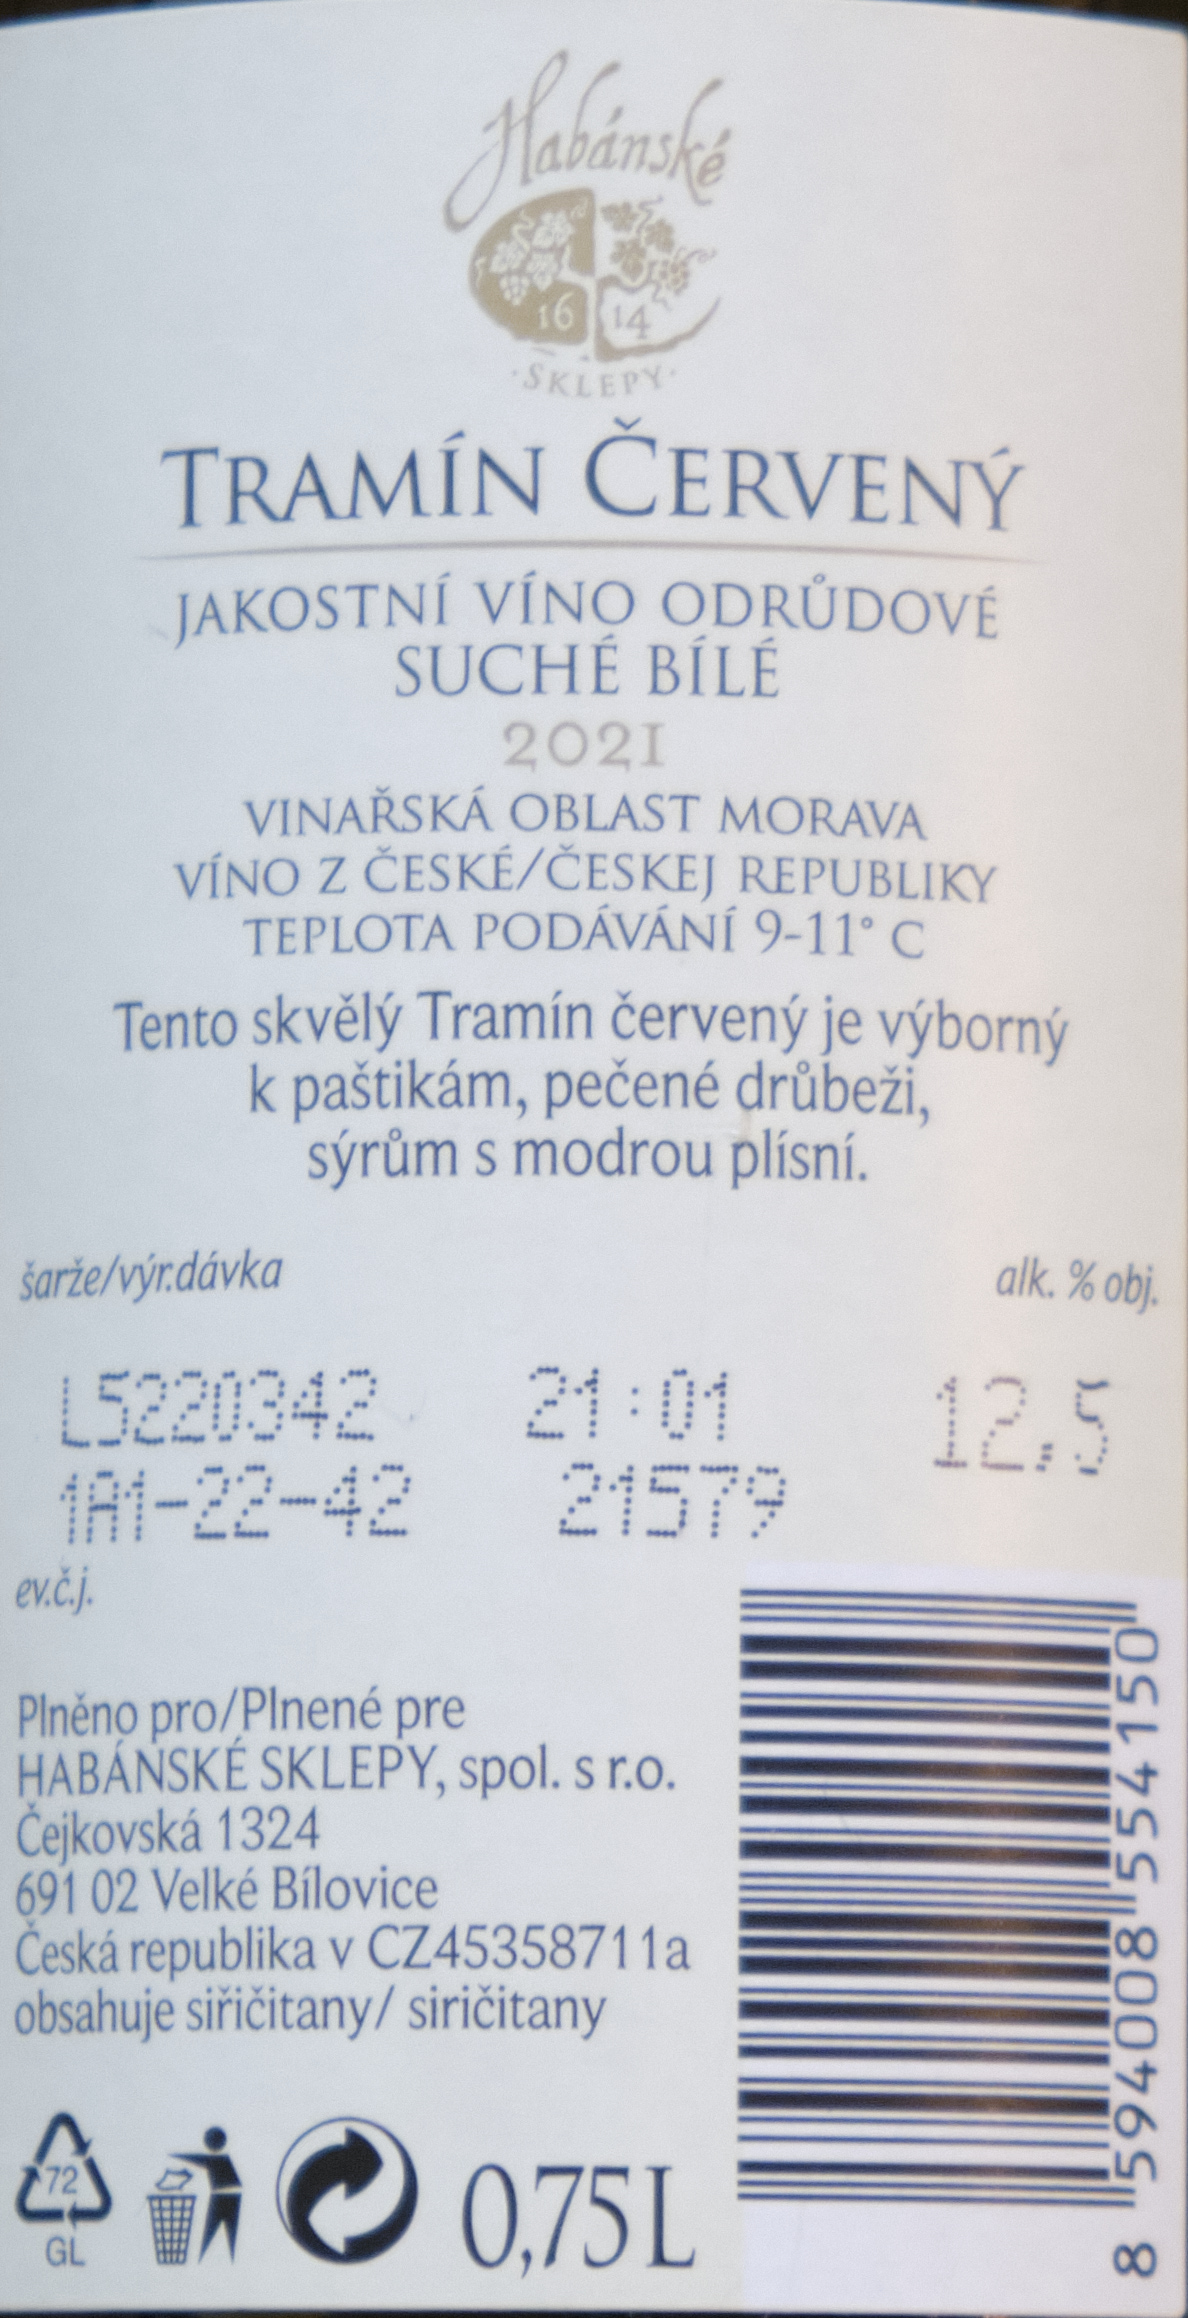 Habánské
16 14
·SKLEPY·
TRAMÍN ČERVENÝ
JAKOSTNÍ VÍNO ODRŮDOVÉ
SUCHÉ BÍLÉ
2021
VINAŘSKÁ OBLAST MORAVA
VÍNO Z ČESKÉ/ČESKEJ REPUBLIKY
TEPLOTA PODÁVÁNÍ 9-11° C
Tento skvělý Tramín červený je výborný
k paštikám, pečené drůbeži,
sýrům s modrou plísní.
šarže/výr.dávka alk. % obj.
L5220342 21:01 12,5
1A1-22-42 21579
ev.č.j.
Plněno pro/Plnené pre
HABÁNSKÉ SKLEPY, spol. s r.o.
Čejkovská 1324
691 02 Velké Bílovice
Česká republika v CZ45358711a
obsahuje siřičitany/ siričitany
72
GL
0,75L
8 594008 554150